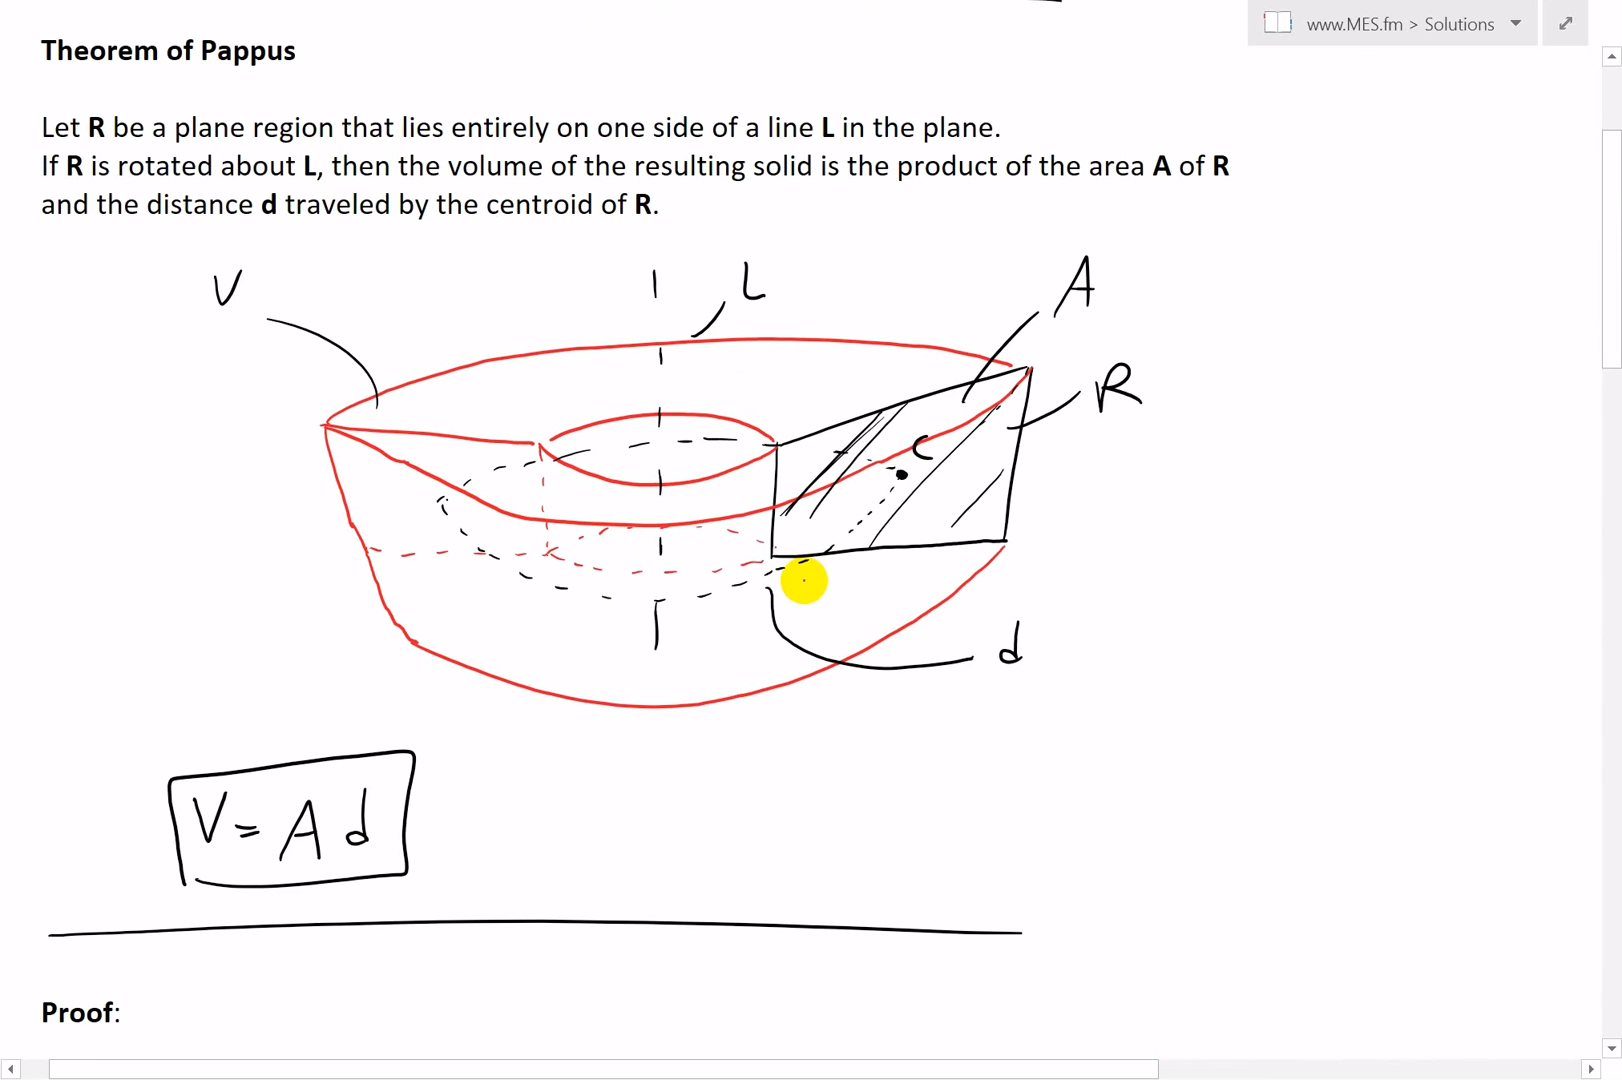 www.MES.fm > Solutions
Theorem of Pappus
Let R be a plane region that lies entirely on one side of a line L in the plane.
If R is rotated about L, then the volume of the resulting solid is the product of the area A of R
and the distance d traveled by the centroid of R.
V
L
A
R
C
d
V = A d
Proof: